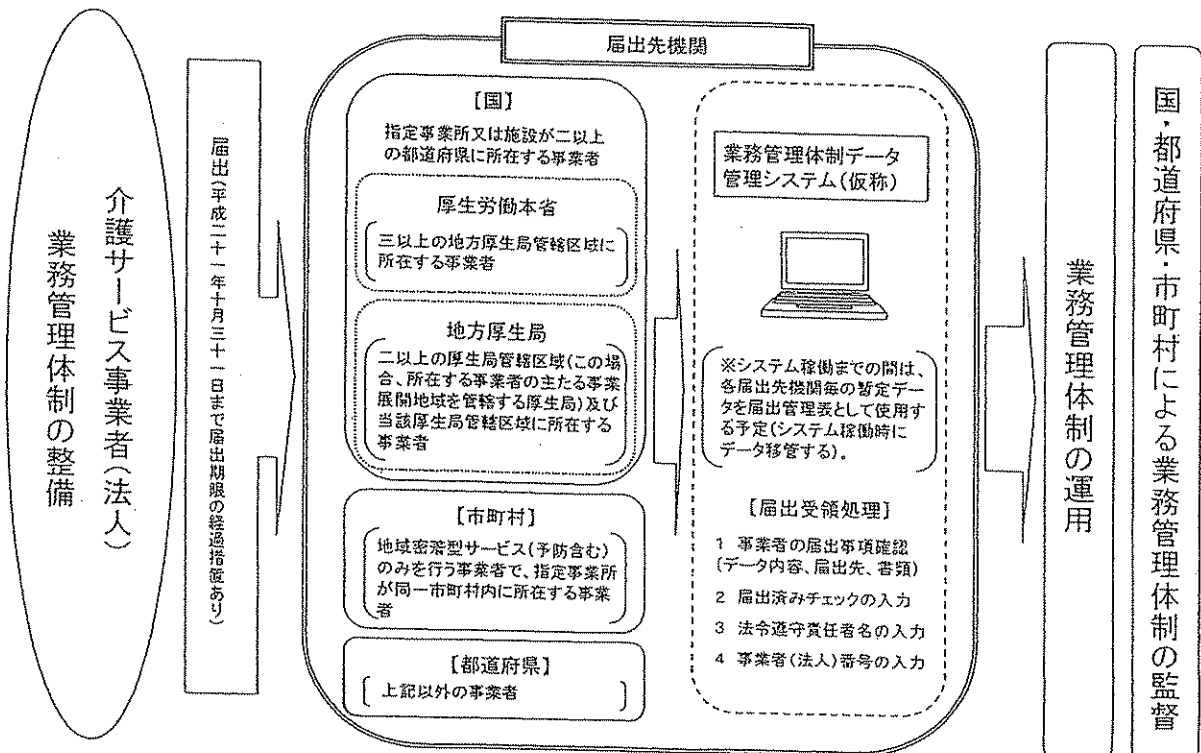 介護サービス事業者(法人)
業務管理体制の整備
届出(平成二十一年十月三十一日まで届出期限の経過措置あり)
届出先機関
【国】
指定事業所又は施設が二以上
の都道府県に所在する事業者
厚生労働本省
三以上の地方厚生局管轄区域に
所在する事業者
地方厚生局
二以上の厚生局管轄区域(この場
合、所在する事業者の主たる事業
展開地域を管轄する厚生局)及び
当該厚生局管轄区域に所在する
事業者
【市町村】
地域密着型サービス(予防含む)
のみを行う事業者で、指定事業所
が同一市町村内に所在する事業
者
【都道府県】
上記以外の事業者
業務管理体制データ
管理システム(仮称)
※システム稼働までの間は、
各届出先機関毎の暫定デー
タを届出管理表として使用す
る予定(システム稼働時に
データ移管する)。
【届出受領処理】
1 事業者の届出事項確認
(データ内容、届出先、書類)
2 届出済みチェックの入力
3 法令遵守責任者名の入力
4 事業者(法人)番号の入力
業務管理体制の運用
国・都道府県・市町村による業務管理体制の監督